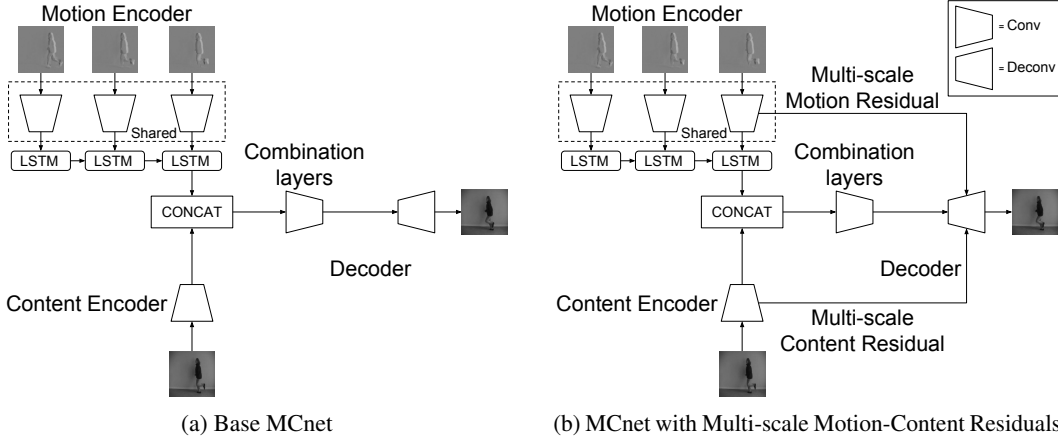 Motion Encoder
Shared
LSTM
LSTM
LSTM
Combination
layers
CONCAT
Decoder
Content Encoder
(a) Base MCnet
Motion Encoder
= Conv
= Deconv
Multi-scale
Motion Residual
Shared
LSTM
LSTM
LSTM
Combination
layers
CONCAT
Decoder
Content Encoder
Multi-scale
Content Residual
(b) MCnet with Multi-scale Motion-Content Residuals